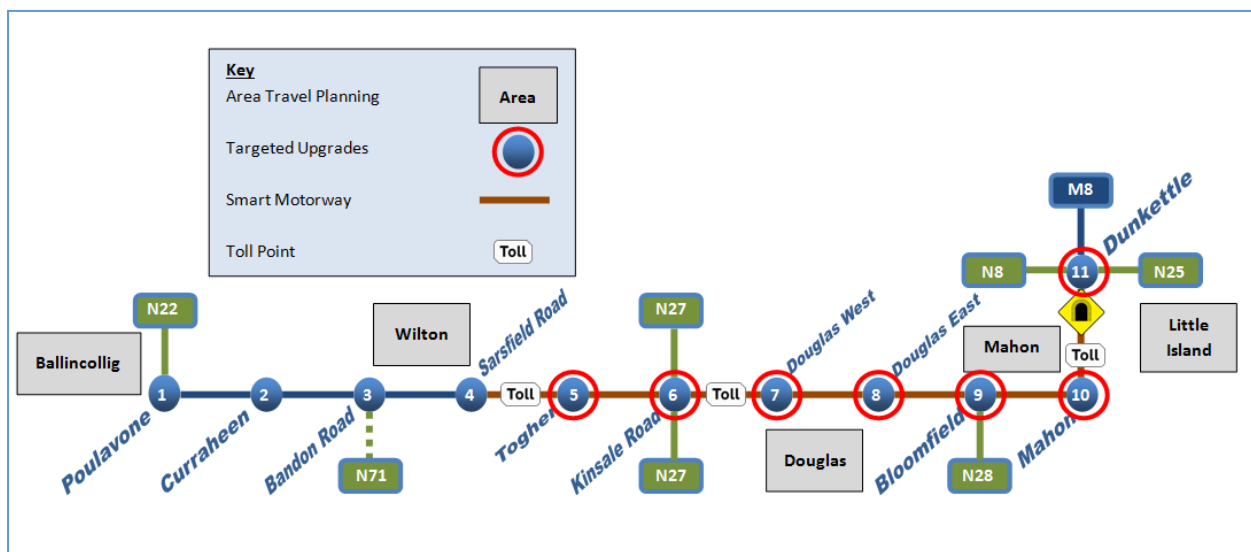 Key
Area Travel Planning
Area
Targeted Upgrades
Smart Motorway
Toll Point
Toll
M8
Dunkettle
N8
11
N25
N22
Wilton
Sarsfield Road
N27
Douglas West
Douglas East
Mahon
Little
Island
Ballincollig
Toll
1
2
3
4
Toll
5
6
Toll
7
8
9
10
Poulavone
Curraheen
Bandon Road
Togher
Kinsale Road
Bloomfield
Mahon
N71
N27
Douglas
N28